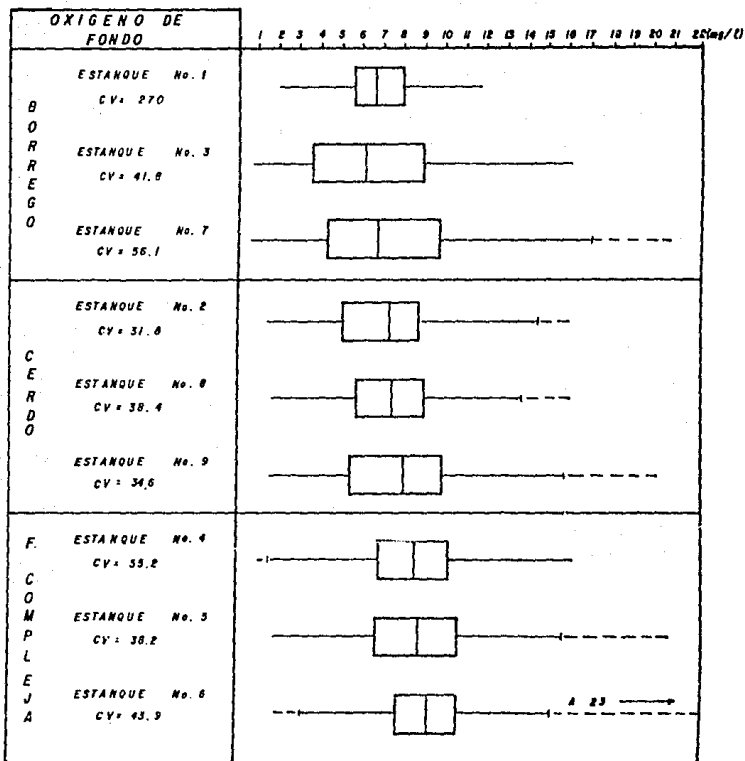 OXIGENO DE
FONDO
1 2 3 4 5 6 7 8 9 10 11 12 13 14 15 16 17 18 19 20 21 22(mg/l)
BORREGO
ESTANQUE No. 1
CV= 270
ESTANQUE No. 3
CV= 41.8
ESTANQUE No. 7
CV= 56.1
CERDO
ESTANQUE No. 2
CV= 31.8
ESTANQUE No. 8
CV= 38.4
ESTANQUE No. 9
CV= 34.6
F. COMPLEJA
ESTANQUE No. 4
CV= 35.2
ESTANQUE No. 5
CV= 38.2
ESTANQUE No. 6
CV= 43.9
A 23